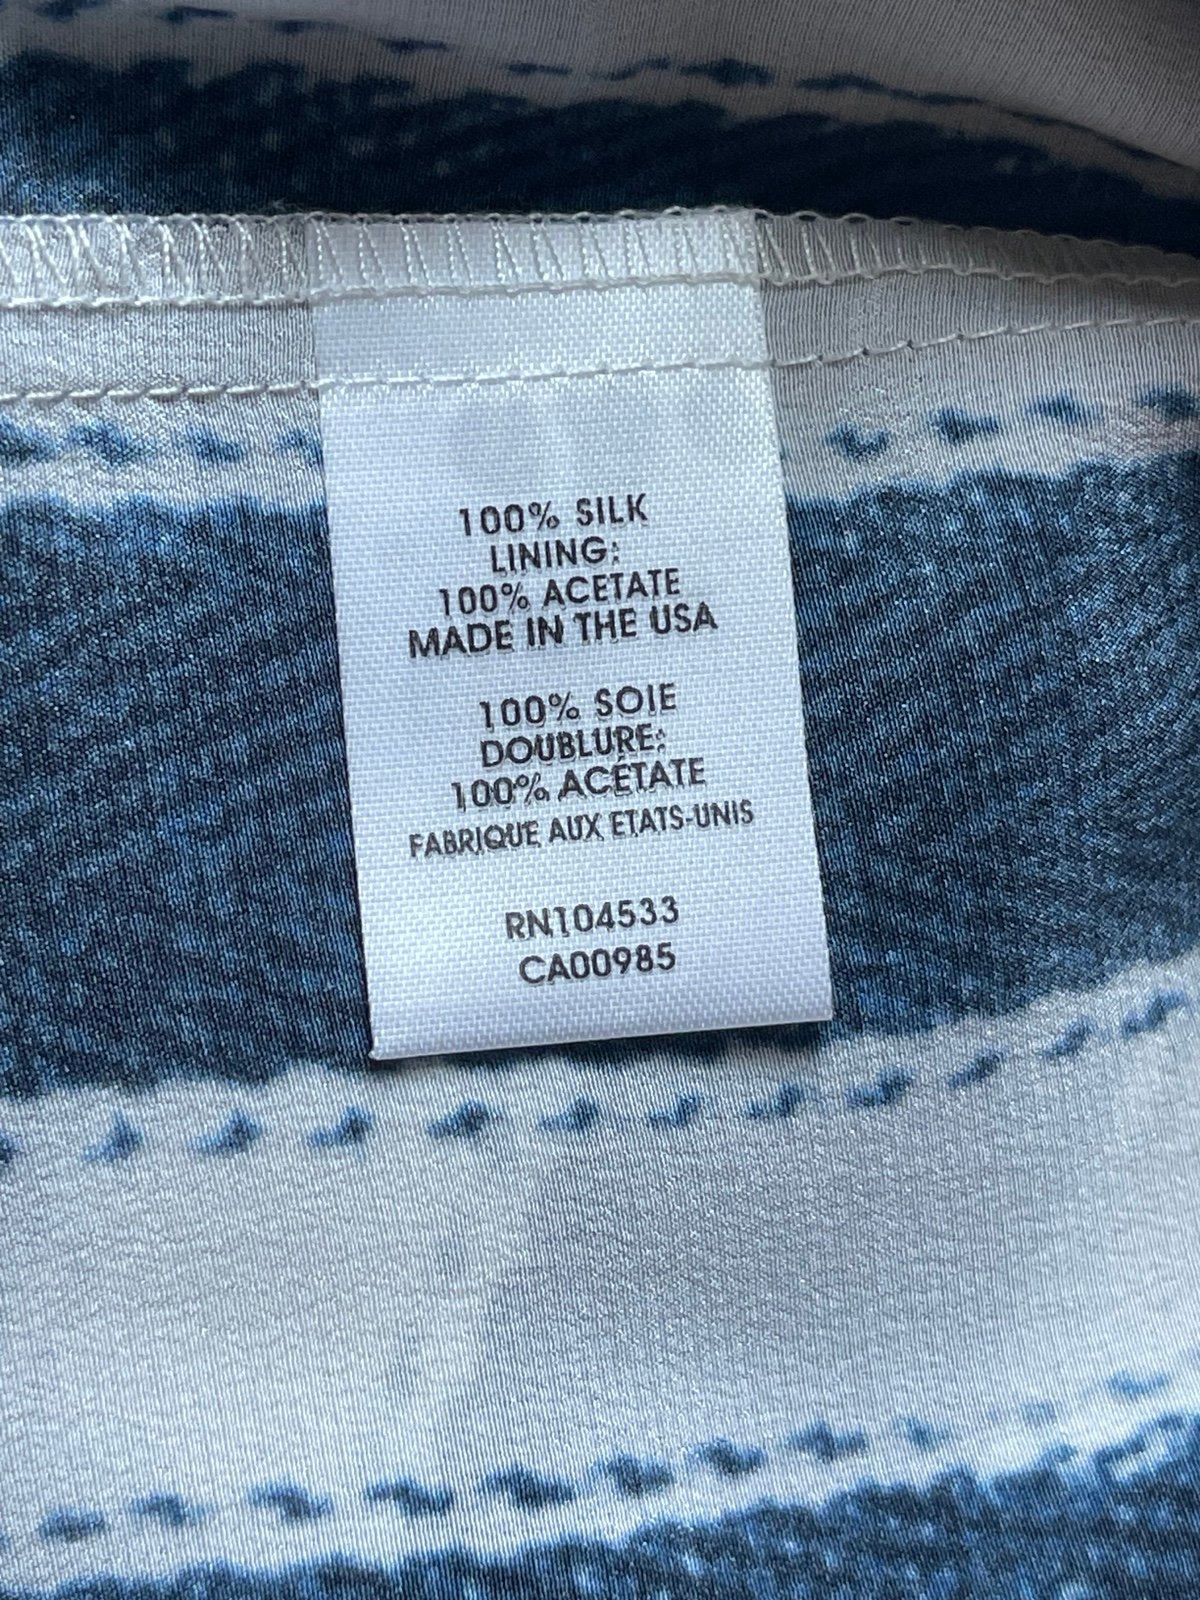 100% SILK
LINING:
100% ACETATE
MADE IN THE USA
100% SOIE
DOUBLURE:
100% ACÉTATE
FABRIQUE AUX ETATS-UNIS
RN104533
CA00985